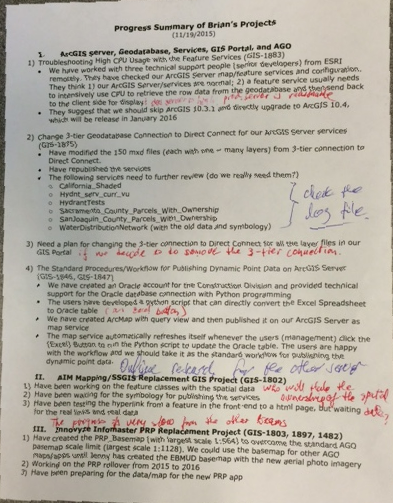 Progress Summary of Brian's Projects
(11/19/2015)
I. ArcGIS server, Geodatabase, Services, GIS Portal, and AGO
1) Troubleshooting High CPU Usage with the Feature Services (GIS-1883)
• We have worked with three technical support people (senior developers) from ESRI
remotely. They have checked our ArcGIS Server map/feature services and configuration.
They think 1) our ArcGIS Server/services are normal; 2) a feature service usually needs
to intensively use CPU to retrieve the row data from the geodatabase and then send back
to the client side for display!
• They suggest that we should skip ArcGIS 10.3.1 and directly upgrade to ArcGIS 10.4,
which will be release in January 2016
2) Change 3-tier Geodatabase Connection to Direct Connect for our ArcGIS Server services
(GIS-1875)
• Have modified the 150 mxd files (each with one – many layers) from 3-tier connection to
Direct Connect.
• Have republished the services
• The following services need to further review (do we really need them?)
o California_Shaded
o Hydnt_serv_curr_vu
o HydrantTests
o Sacramento_County_Parcels_With_Ownership
o SanJoaquin_County_Parcels_With_Ownership
o WaterDistributionNetwork (with the old data and symbology)
check the
log file.
3) Need a plan for changing the 3-tier connection to Direct Connect for all the layer files in our
GIS Portal if we decide to to remove the 3-tier connection.
4) The Standard Procedures/Workflow for Publishing Dynamic Point Data on ArcGIS Server
(GIS-1846, GIS-1847)
• We have created an Oracle account for the Construction Division and provided technical
support for the Oracle database connection with Python programming
• The users have developed a python script that can directly convert the Excel Spreadsheet
to Oracle table (an Excel button)
• We have created ArcMap with query view and then published it on our ArcGIS Server as
map service
• The map service automatically refreshes itself whenever the users (management) click the
(Excel) Button to run the Python script to update the Oracle table. The users are happy
with the workflow and we should take it as the standard workflow for publishing the
dynamic point data. for the other server
II. AIM Mapping/SSGIS Replacement GIS Project (GIS-1802)
1) Have been working on the feature classes with the spatial data who will take the
2) Have been waiting for the symbology for publishing the services ownership of the spatial
3) Have been testing the hyperlink feature in the front-end to a html page, but waiting data
for the real links and real data
The progress is very slow from the other teams
III. Innovyze Infomaster PRP Replacement Project (GIS-1803, 1897, 1482)
1) Have created the PRP_Basemap (with largest scale 1:564) to overcome the standard AGO
basemap scale limit (largest scale 1:1128). We could use the basemap for other AGO
maps/apps until Jenny has created the EBMUD basemap with the new aerial photo imagery
2) Working on the PRP rollover from 2015 to 2016
3) Have been preparing for the data/map for the new PRP app